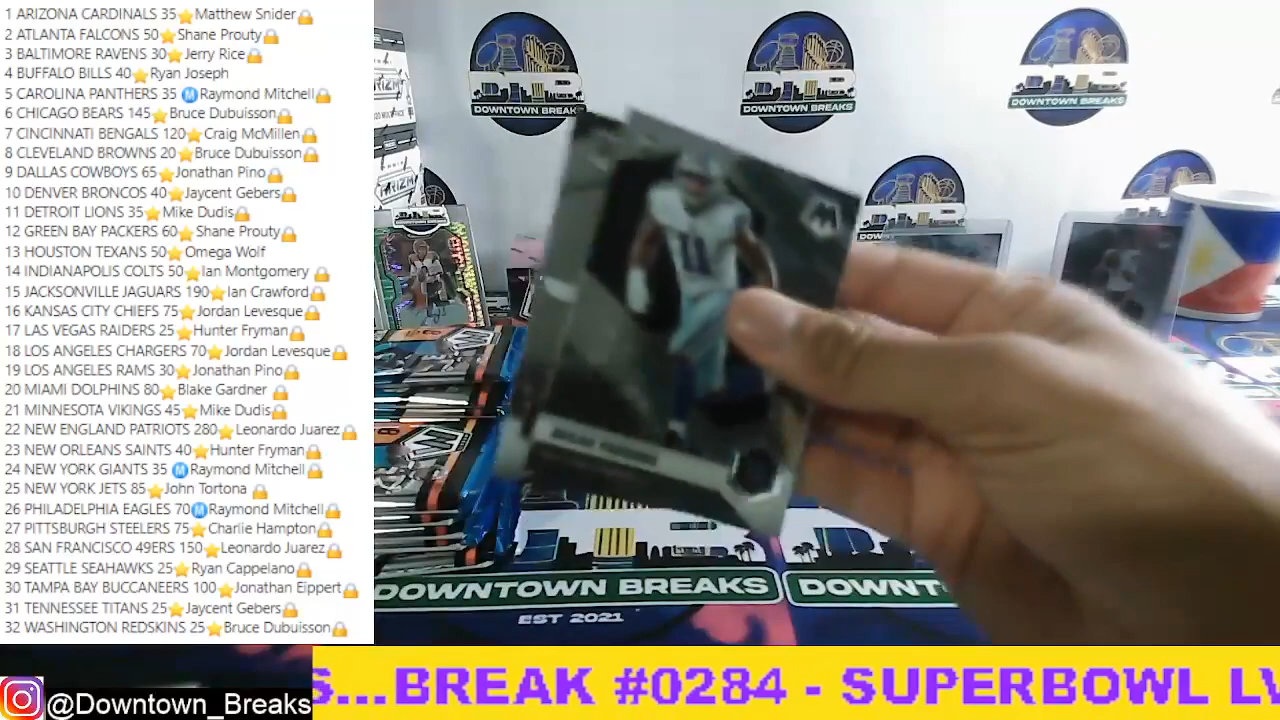 1 ARIZONA CARDINALS 35⭐Matthew Snider🔒
2 ATLANTA FALCONS 50⭐Shane Prouty🔒
3 BALTIMORE RAVENS 30⭐Jerry Rice🔒
4 BUFFALO BILLS 40⭐Ryan Joseph
5 CAROLINA PANTHERS 35 Ⓜ️Raymond Mitchell🔒
6 CHICAGO BEARS 145⭐Bruce Dubuisson🔒
7 CINCINNATI BENGALS 120⭐Craig McMillen🔒
8 CLEVELAND BROWNS 20⭐Bruce Dubuisson🔒
9 DALLAS COWBOYS 65⭐Jonathan Pino🔒
10 DENVER BRONCOS 40⭐Jaycent Gebers🔒
11 DETROIT LIONS 35⭐Mike Dudis🔒
12 GREEN BAY PACKERS 60⭐Shane Prouty🔒
13 HOUSTON TEXANS 50⭐Omega Wolf
14 INDIANAPOLIS COLTS 50⭐Ian Montgomery 🔒
15 JACKSONVILLE JAGUARS 190⭐Ian Crawford🔒
16 KANSAS CITY CHIEFS 75⭐Jordan Levesque🔒
17 LAS VEGAS RAIDERS 25⭐Hunter Fryman🔒
18 LOS ANGELES CHARGERS 70⭐Jordan Levesque🔒
19 LOS ANGELES RAMS 30⭐Jonathan Pino🔒
20 MIAMI DOLPHINS 80⭐Blake Gardner 🔒
21 MINNESOTA VIKINGS 45⭐Mike Dudis🔒
22 NEW ENGLAND PATRIOTS 280⭐Leonardo Juarez🔒
23 NEW ORLEANS SAINTS 40⭐Hunter Fryman🔒
24 NEW YORK GIANTS 35 Ⓜ️Raymond Mitchell🔒
25 NEW YORK JETS 85⭐John Tortona 🔒
26 PHILADELPHIA EAGLES 70Ⓜ️Raymond Mitchell🔒
27 PITTSBURGH STEELERS 75⭐Charlie Hampton🔒
28 SAN FRANCISCO 49ERS 150⭐Leonardo Juarez🔒
29 SEATTLE SEAHAWKS 25⭐Ryan Cappelano🔒
30 TAMPA BAY BUCCANEERS 100⭐Jonathan Eippert🔒
31 TENNESSEE TITANS 25⭐Jaycent Gebers🔒
32 WASHINGTON REDSKINS 25⭐Bruce Dubuisson🔒
DTB
DOWNTOWN BREAKS
DTB
DOWNTOWN BREAKS
DTB
DOWNTOWN BREAKS
DTB
DTB
PRIZM
11
DOWNTOWN BREAKS
EST 2021
DOWNT
@Downtown_Breaks
S...BREAK #0284 - SUPERBOWL LV